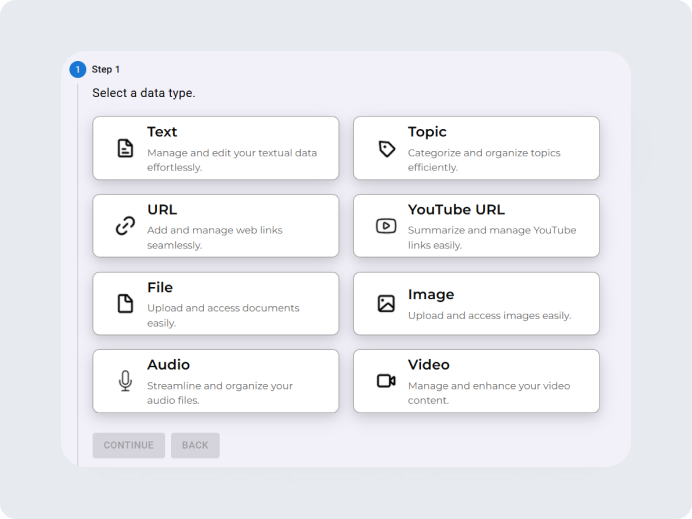 1 Step 1
Select a data type.
Text
Manage and edit your textual data
effortlessly.
Topic
Categorize and organize topics
efficiently.
URL
Add and manage web links
seamlessly.
YouTube URL
Summarize and manage YouTube
links easily.
File
Upload and access documents
easily.
Image
Upload and access images easily.
Audio
Streamline and organize your
audio files.
Video
Manage and enhance your video
content.
CONTINUE BACK